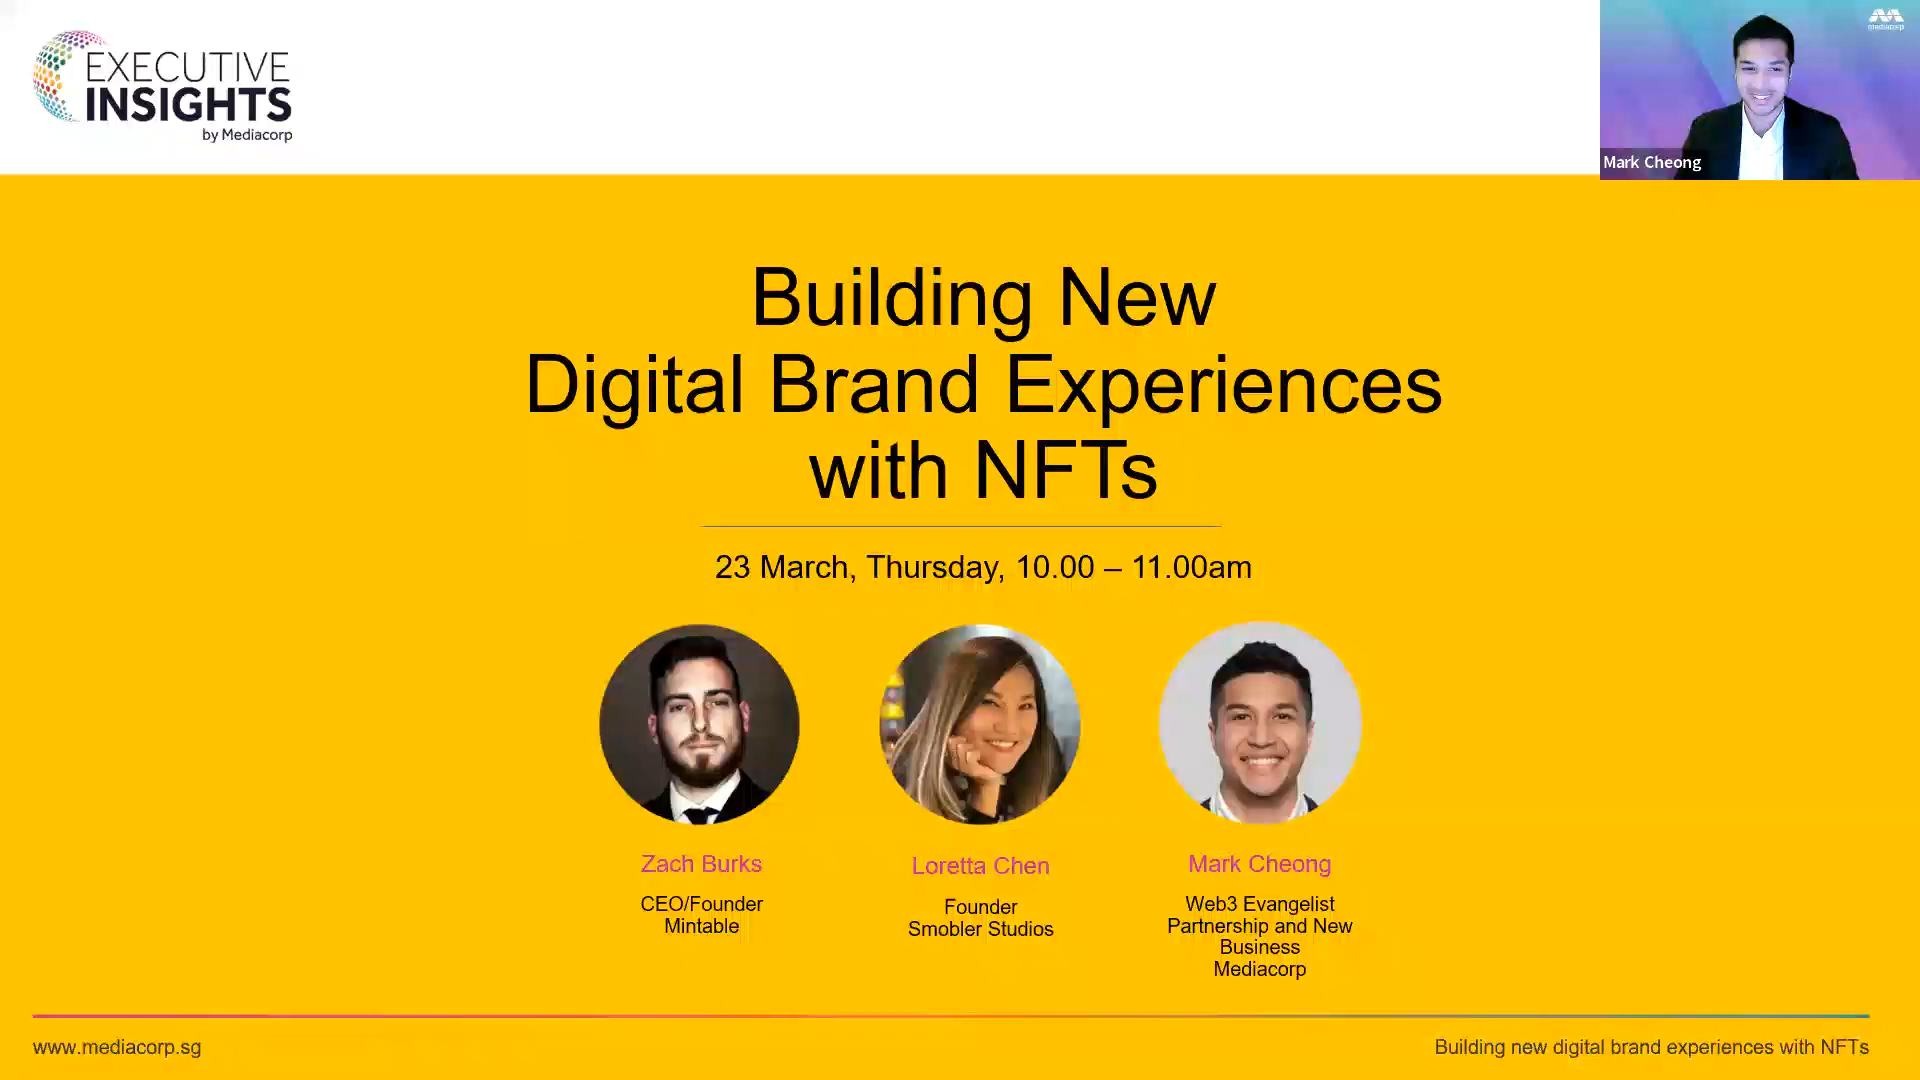 EXECUTIVE
INSIGHTS
by Mediacorp
mediacorp
Mark Cheong
Building New
Digital Brand Experiences
with NFTs
23 March, Thursday, 10.00 – 11.00am
Zach Burks
CEO/Founder
Mintable
Loretta Chen
Founder
Smobler Studios
Mark Cheong
Web3 Evangelist
Partnership and New
Business
Mediacorp
www.mediacorp.sg
Building new digital brand experiences with NFTs